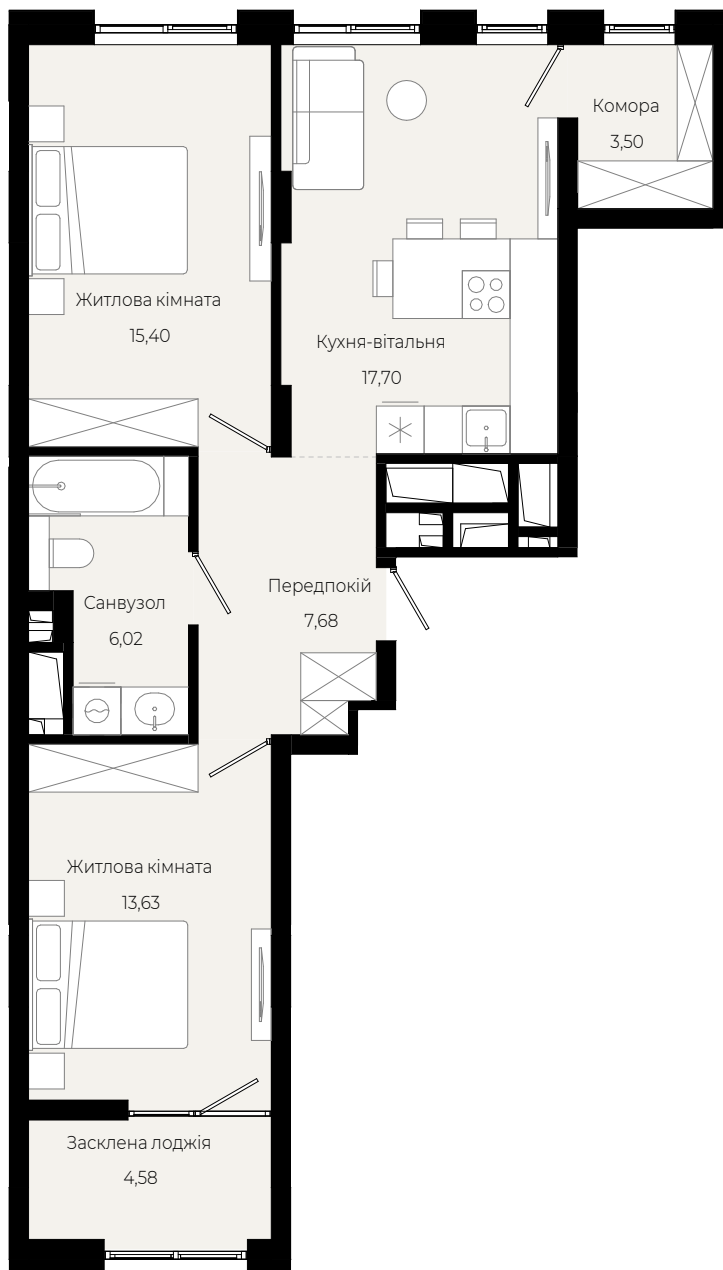 Комора
3,50
Житлова кімната
15,40
Кухня-вітальня
17,70
Передпокій
7,68
Санвузол
6,02
Житлова кімната
13,63
Засклена лоджія
4,58